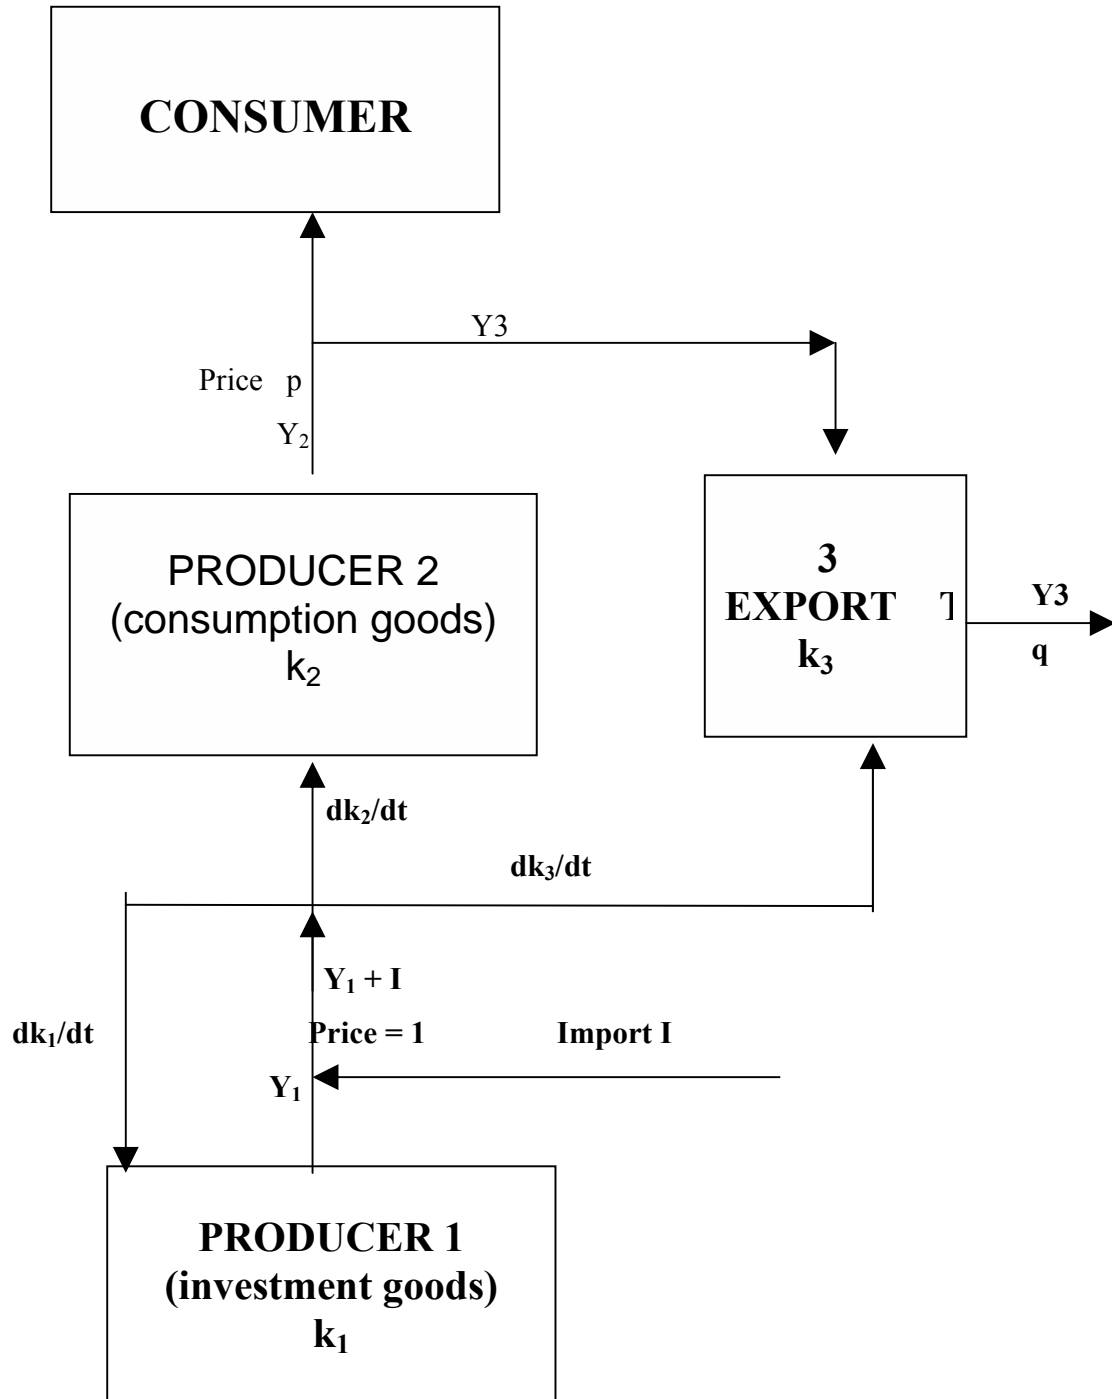 CONSUMER
Y3
Price p
Y₂
PRODUCER 2
(consumption goods)
k₂
3
EXPORT T
k₃
Y3
q
dk₂/dt
dk₃/dt
Y₁ + I
dk₁/dt
Price = 1
Import I
Y₁
PRODUCER 1
(investment goods)
k₁